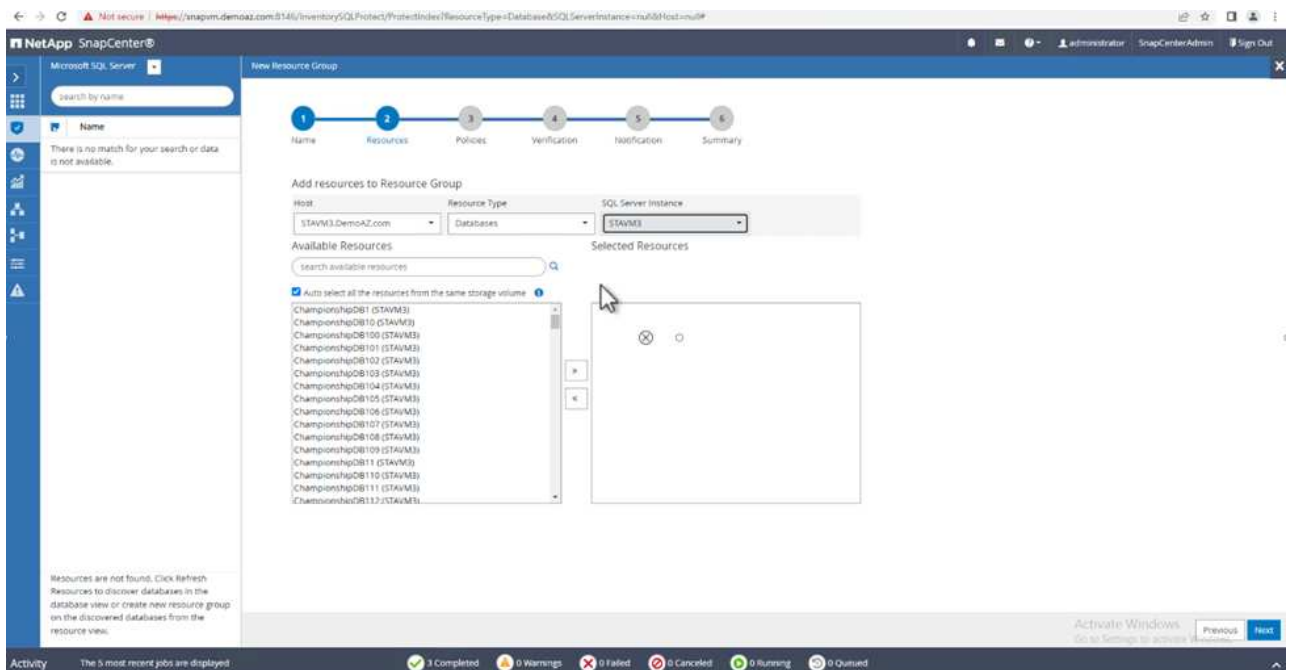 Not secure | https://snapvm.demoaz.com:8146/InventorySQLProtect/ProtectIndex?ResourceType=Database&SQLServerInstance=null&Host=null#
NetApp SnapCenter®
administrator SnapCenterAdmin Sign Out
Microsoft SQL Server
New Resource Group
search by name
Name
There is no match for your search or data
is not available.
1 2 3 4 5 6
Name Resources Policies Verification Notification Summary
Add resources to Resource Group
Host Resource Type SQL Server Instance
STAVM3.DemoAZ.com Databases STAVM3
Available Resources Selected Resources
search available resources
Auto select all the resources from the same storage volume
ChampionshipDB1 (STAVM3)
ChampionshipDB10 (STAVM3)
ChampionshipDB100 (STAVM3)
ChampionshipDB101 (STAVM3)
ChampionshipDB102 (STAVM3)
ChampionshipDB103 (STAVM3)
ChampionshipDB104 (STAVM3)
ChampionshipDB105 (STAVM3)
ChampionshipDB106 (STAVM3)
ChampionshipDB107 (STAVM3)
ChampionshipDB108 (STAVM3)
ChampionshipDB109 (STAVM3)
ChampionshipDB11 (STAVM3)
ChampionshipDB110 (STAVM3)
ChampionshipDB111 (STAVM3)
ChampionshipDB112 (STAVM3)
Resources are not found. Click Refresh
Resources to discover databases in the
database view or create new resource group
on the discovered databases from the
resource view.
Activate Windows
Go to Settings to activate Windows.
Previous Next
Activity The 5 most recent jobs are displayed 3 Completed 0 Warnings 0 Failed 0 Canceled 0 Running 0 Queued